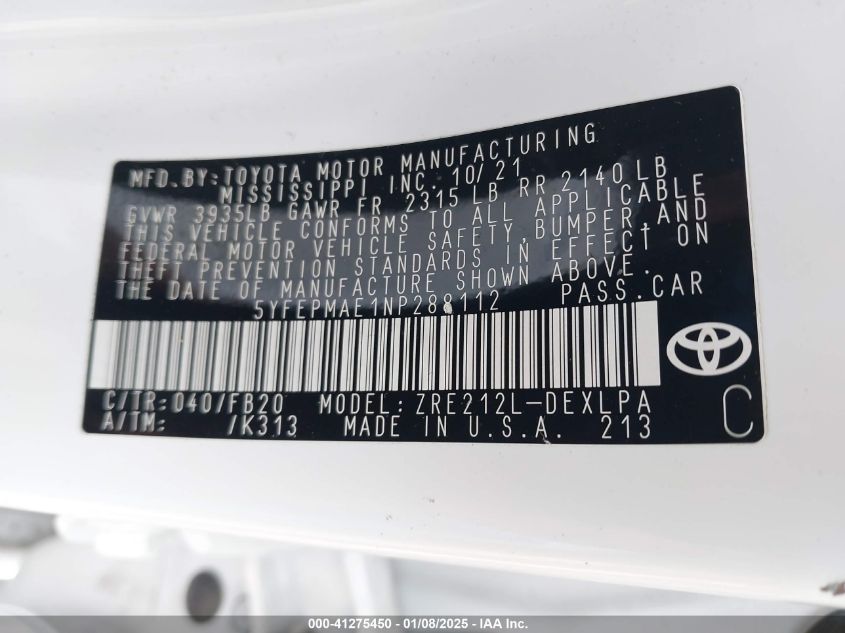 MFD.BY:TOYOTA MOTOR MANUFACTURING
MISSISSIPPI INC. 10/21
GVWR 3935LB GAWR FR 2315 LB RR 2140LB
THIS VEHICLE CONFORMS TO ALL APPLICABLE
FEDERAL MOTOR VEHICLE SAFETY,BUMPER,AND
THEFT PREVENTION STANDARDS IN EFFECT ON
THE DATE OF MANUFACTURE SHOWN ABOVE.
5YFEPMAE1NP288112 PASS.CAR
C/TR:040/FB20 MODEL:ZRE212L-DEXLPA
A/TM: /K313 MADE IN U.S.A. 213
C
000-41275450 - 01/08/2025 - IAA Inc.